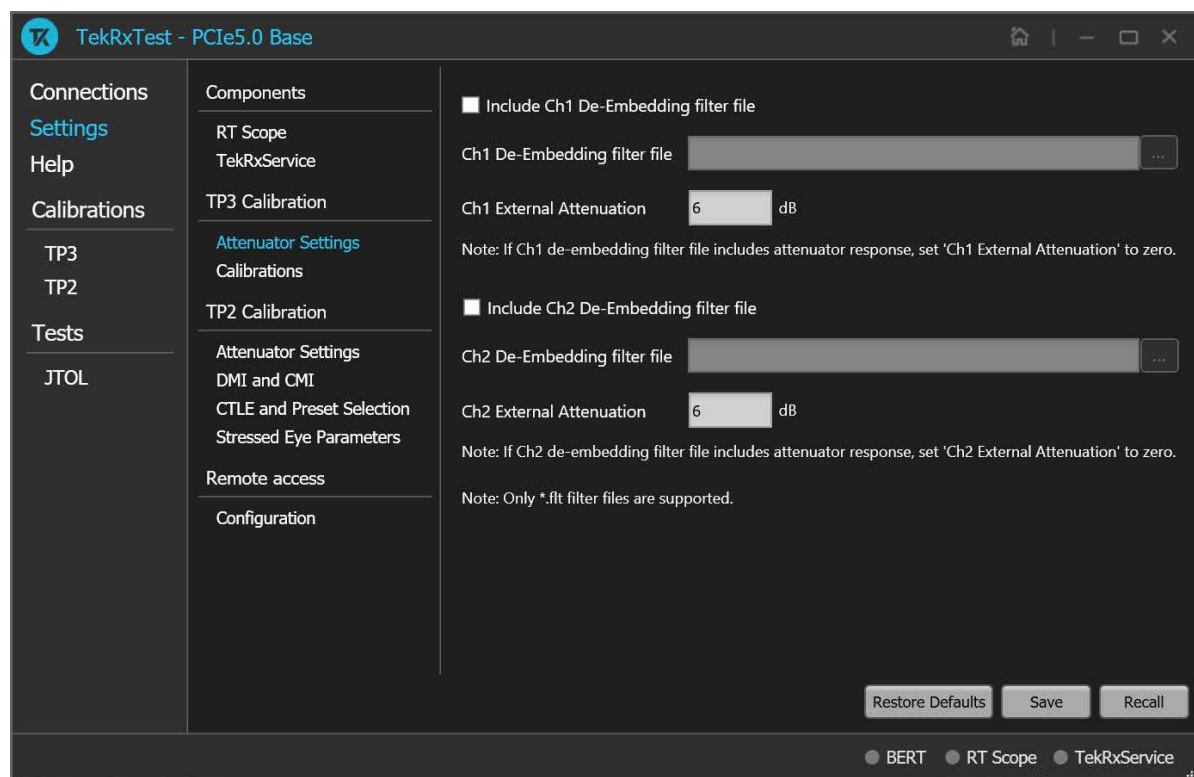 TekRxTest - PCIe5.0 Base
Connections
Settings
Help
Calibrations
TP3
TP2
Tests
JTOL
Components
RT Scope
TekRxService
TP3 Calibration
Attenuator Settings
Calibrations
TP2 Calibration
Attenuator Settings
DMI and CMI
CTLE and Preset Selection
Stressed Eye Parameters
Remote access
Configuration
Include Ch1 De-Embedding filter file
Ch1 De-Embedding filter file ...
Ch1 External Attenuation 6 dB
Note: If Ch1 de-embedding filter file includes attenuator response, set 'Ch1 External Attenuation' to zero.
Include Ch2 De-Embedding filter file
Ch2 De-Embedding filter file ...
Ch2 External Attenuation 6 dB
Note: If Ch2 de-embedding filter file includes attenuator response, set 'Ch2 External Attenuation' to zero.
Note: Only *.flt filter files are supported.
Restore Defaults Save Recall
BERT RT Scope TekRxService